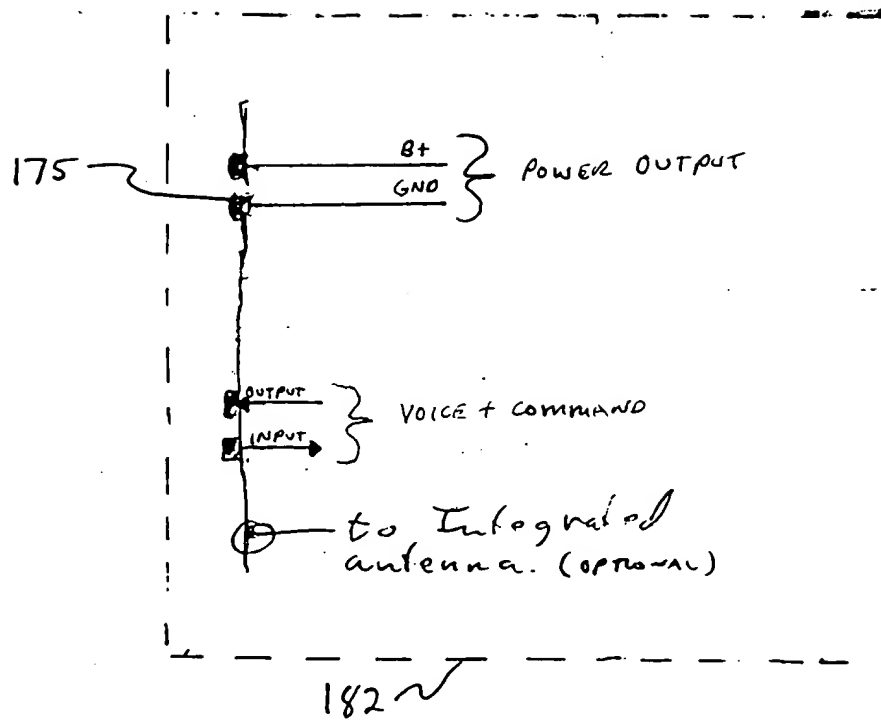 B+
175
GND
POWER OUTPUT
OUTPUT
VOICE + COMMAND
INPUT
to Integrated
antenna. (OPTIONAL)
182